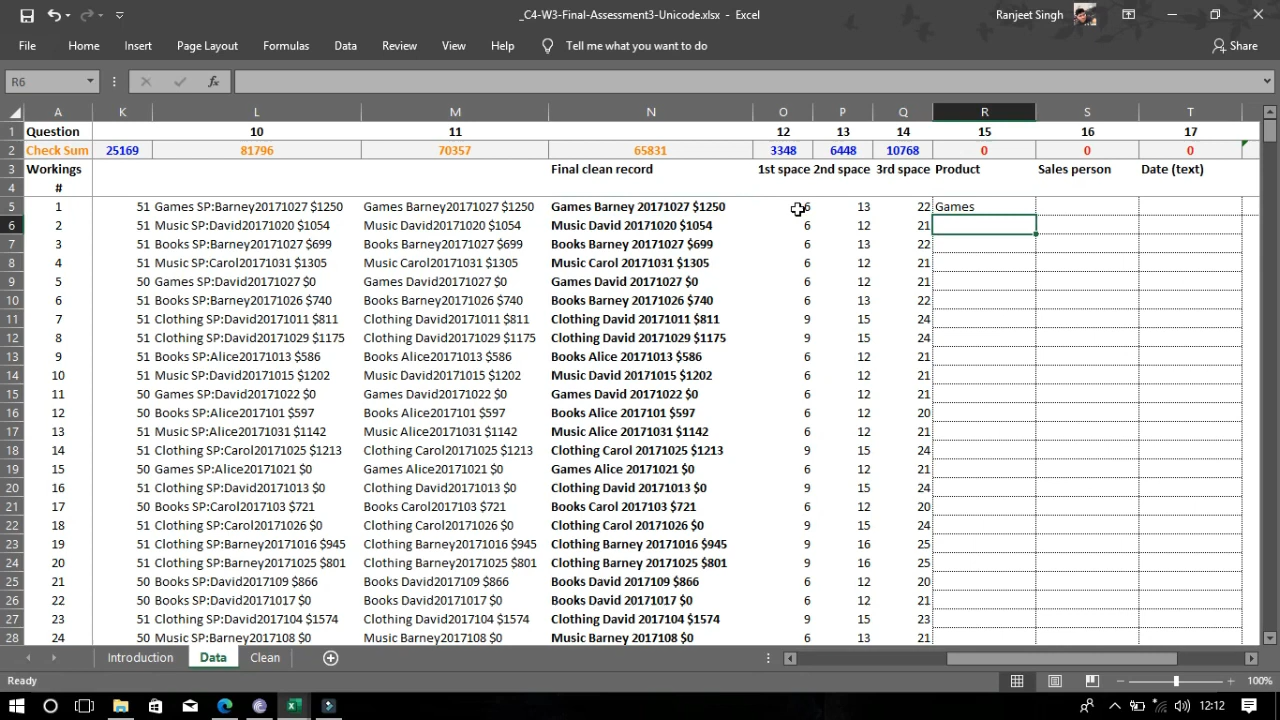 _C4-W3-Final-Assessment3-Unicode.xlsx - Excel Ranjeet Singh
File Home Insert Page Layout Formulas Data Review View Help Tell me what you want to do Share
R6 fx
A K L M N O P Q R S T
1 Question 10 11 12 13 14 15 16 17
2 Check Sum 25169 81796 70357 65831 3348 6448 10768 0 0 0
3 Workings Final clean record 1st space 2nd space 3rd space Product Sales person Date (text)
4 #
5 1 51 Games SP:Barney20171027 $1250 Games Barney20171027 $1250 Games Barney 20171027 $1250 6 13 22 Games
6 2 51 Music SP:David20171020 $1054 Music David20171020 $1054 Music David 20171020 $1054 6 12 21
7 3 51 Books SP:Barney20171027 $699 Books Barney20171027 $699 Books Barney 20171027 $699 6 13 22
8 4 51 Music SP:Carol20171031 $1305 Music Carol20171031 $1305 Music Carol 20171031 $1305 6 12 21
9 5 50 Games SP:David20171027 $0 Games David20171027 $0 Games David 20171027 $0 6 12 21
10 6 51 Books SP:Barney20171026 $740 Books Barney20171026 $740 Books Barney 20171026 $740 6 13 22
11 7 51 Clothing SP:David20171011 $811 Clothing David20171011 $811 Clothing David 20171011 $811 9 15 24
12 8 51 Clothing SP:David20171029 $1175 Clothing David20171029 $1175 Clothing David 20171029 $1175 9 15 24
13 9 51 Books SP:Alice20171013 $586 Books Alice20171013 $586 Books Alice 20171013 $586 6 12 21
14 10 51 Music SP:David20171015 $1202 Music David20171015 $1202 Music David 20171015 $1202 6 12 21
15 11 50 Games SP:David20171022 $0 Games David20171022 $0 Games David 20171022 $0 6 12 21
16 12 50 Books SP:Alice2017101 $597 Books Alice2017101 $597 Books Alice 2017101 $597 6 12 20
17 13 51 Music SP:Alice20171031 $1142 Music Alice20171031 $1142 Music Alice 20171031 $1142 6 12 21
18 14 51 Clothing SP:Carol20171025 $1213 Clothing Carol20171025 $1213 Clothing Carol 20171025 $1213 9 15 24
19 15 50 Games SP:Alice20171021 $0 Games Alice20171021 $0 Games Alice 20171021 $0 6 12 21
20 16 51 Clothing SP:David20171013 $0 Clothing David20171013 $0 Clothing David 20171013 $0 9 15 24
21 17 50 Books SP:Carol2017103 $721 Books Carol2017103 $721 Books Carol 2017103 $721 6 12 20
22 18 51 Clothing SP:Carol20171026 $0 Clothing Carol20171026 $0 Clothing Carol 20171026 $0 9 15 24
23 19 51 Clothing SP:Barney20171016 $945 Clothing Barney20171016 $945 Clothing Barney 20171016 $945 9 16 25
24 20 51 Clothing SP:Barney20171025 $801 Clothing Barney20171025 $801 Clothing Barney 20171025 $801 9 16 25
25 21 50 Books SP:David2017109 $866 Books David2017109 $866 Books David 2017109 $866 6 12 20
26 22 50 Books SP:David20171017 $0 Books David20171017 $0 Books David 20171017 $0 6 12 21
27 23 51 Clothing SP:David2017104 $1574 Clothing David2017104 $1574 Clothing David 2017104 $1574 9 15 23
28 24 50 Music SP:Barney2017108 $0 Music Barney2017108 $0 Music Barney 2017108 $0 6 13 21
Introduction Data Clean
Ready 100%
12:12